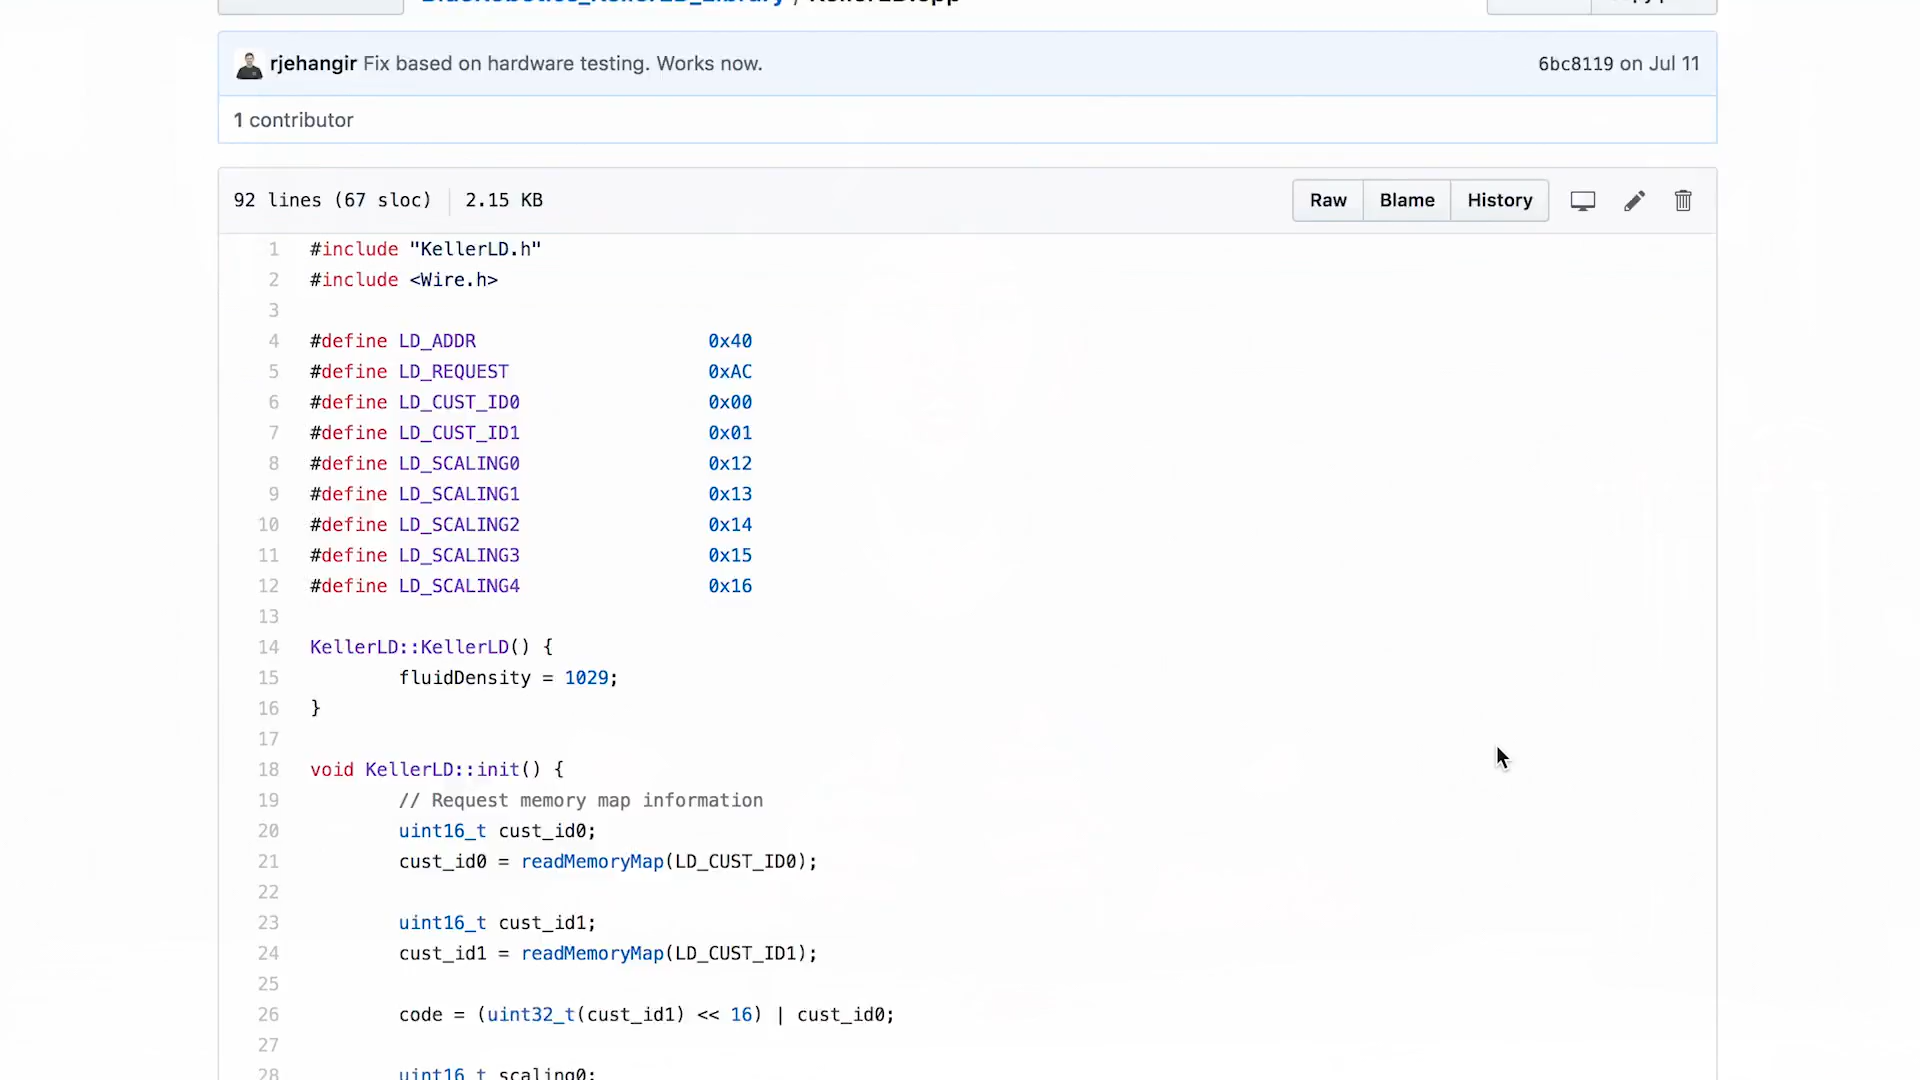 BlueRobotics_KellerLD_Library / KellerLD.cpp
rjehangir Fix based on hardware testing. Works now. 6bc8119 on Jul 11
1 contributor
92 lines (67 sloc) 2.15 KB Raw Blame History
1 #include "KellerLD.h"
2 #include <Wire.h>
3
4 #define LD_ADDR 0x40
5 #define LD_REQUEST 0xAC
6 #define LD_CUST_ID0 0x00
7 #define LD_CUST_ID1 0x01
8 #define LD_SCALING0 0x12
9 #define LD_SCALING1 0x13
10 #define LD_SCALING2 0x14
11 #define LD_SCALING3 0x15
12 #define LD_SCALING4 0x16
13
14 KellerLD::KellerLD() {
15 fluidDensity = 1029;
16 }
17
18 void KellerLD::init() {
19 // Request memory map information
20 uint16_t cust_id0;
21 cust_id0 = readMemoryMap(LD_CUST_ID0);
22
23 uint16_t cust_id1;
24 cust_id1 = readMemoryMap(LD_CUST_ID1);
25
26 code = (uint32_t(cust_id1) << 16) | cust_id0;
27
28 uint16_t scaling0;